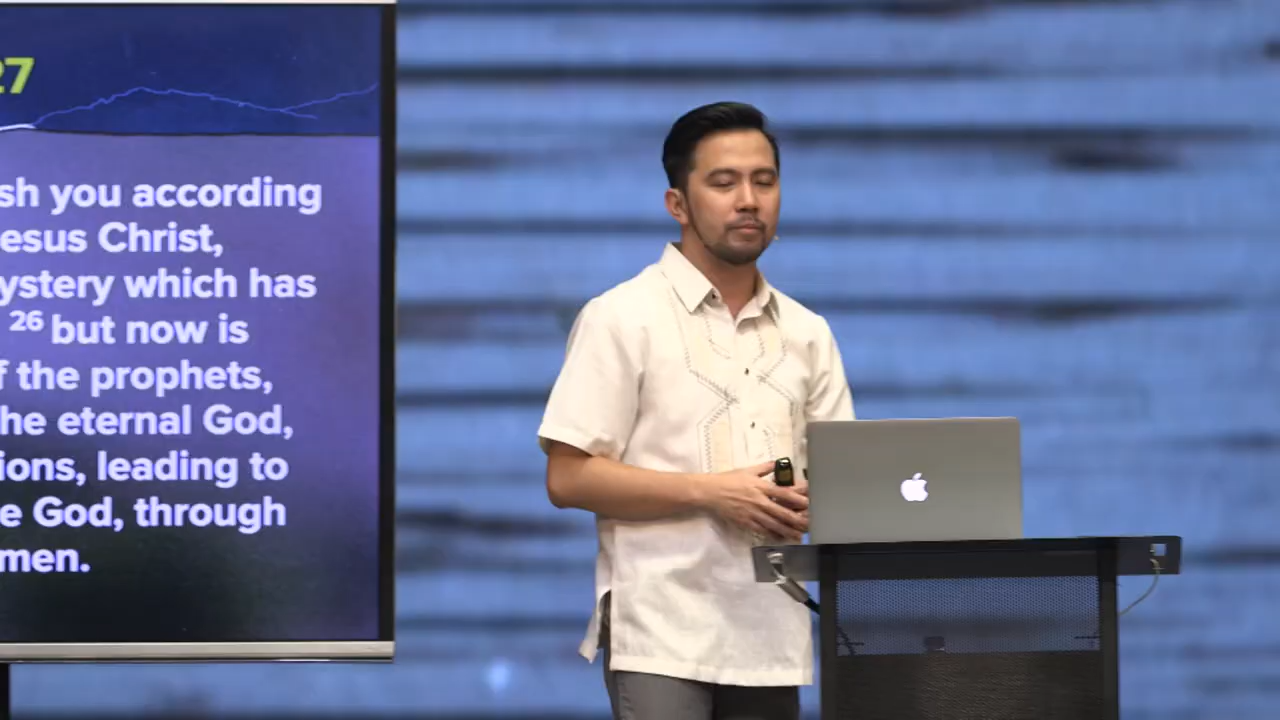 27
sh you according
esus Christ,
ystery which has
26 but now is
f the prophets,
he eternal God,
ions, leading to
e God, through
men.